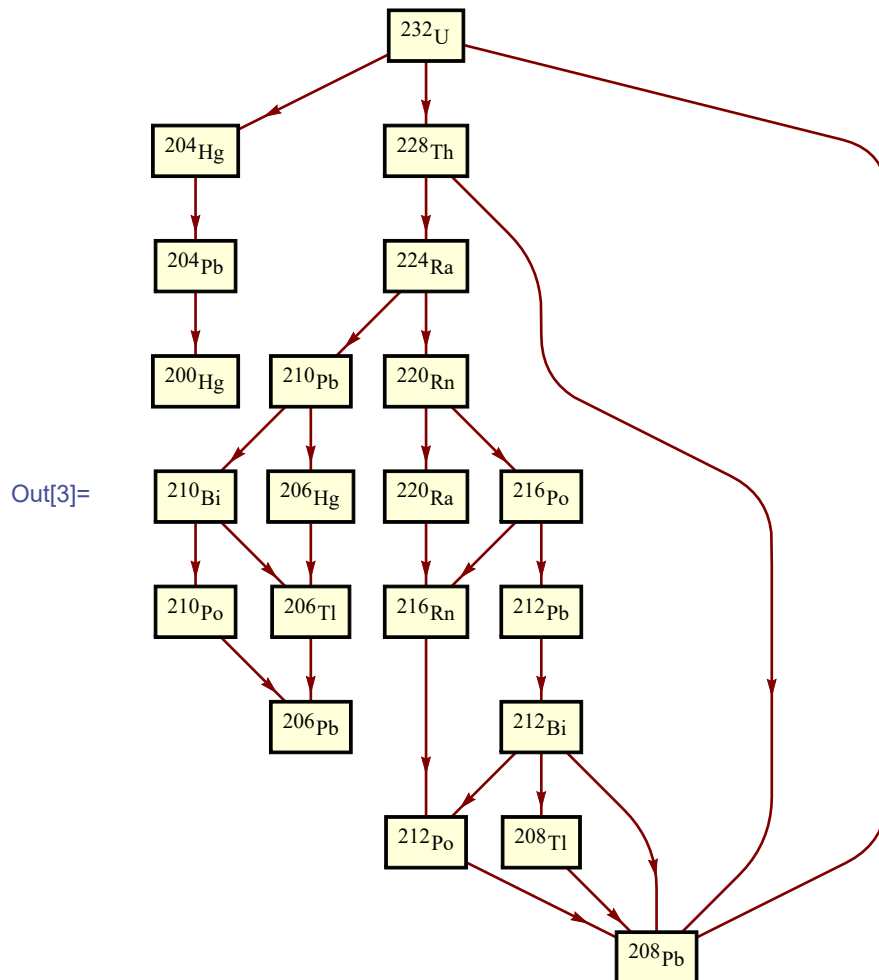 232U
204Hg 228Th
204Pb 224Ra
200Hg 210Pb 220Rn
Out[3]= 210Bi 206Hg 220Ra 216Po
210Po 206Tl 216Rn 212Pb
206Pb 212Bi
212Po 208Tl
208Pb